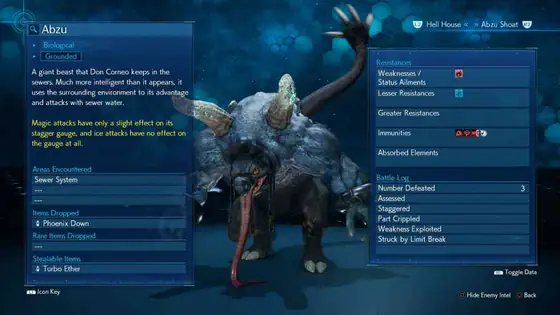 Abzu
Hell House
Abzu Shoat
Biological
Grounded
A giant beast that Don Corneo keeps in the
sewers. Much more intelligent than it appears, it
uses the surrounding environment to its advantage
and attacks with sewer water.
Magic attacks have only a slight effect on its
stagger gauge, and ice attacks have no effect on
the gauge at all.
Areas Encountered
Sewer System
---
---
Items Dropped
Phoenix Down
Rare Items Dropped
---
Stealable Items
Turbo Ether
Resistances
Weaknesses /
Status Ailments
Lesser Resistances
Greater Resistances
Immunities
Absorbed Elements
Battle Log
Number Defeated 3
Assessed
Staggered
Part Crippled
Weakness Exploited
Struck by Limit Break
Icon Key
Toggle Data
Hide Enemy Intel
Back